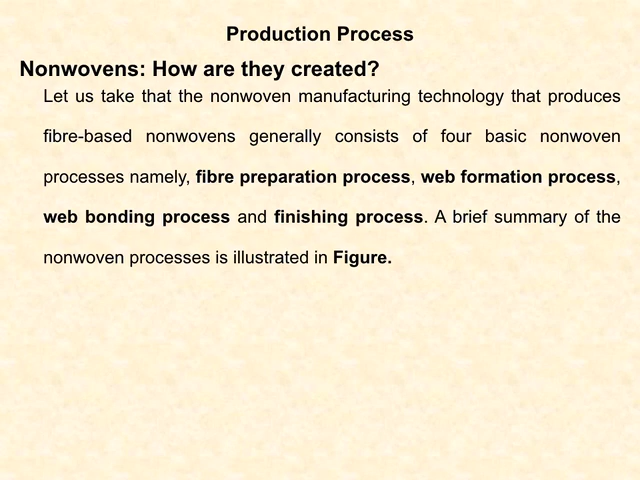 Production Process
Nonwovens: How are they created?
Let us take that the nonwoven manufacturing technology that produces
fibre-based nonwovens generally consists of four basic nonwoven
processes namely, fibre preparation process, web formation process,
web bonding process and finishing process. A brief summary of the
nonwoven processes is illustrated in Figure.